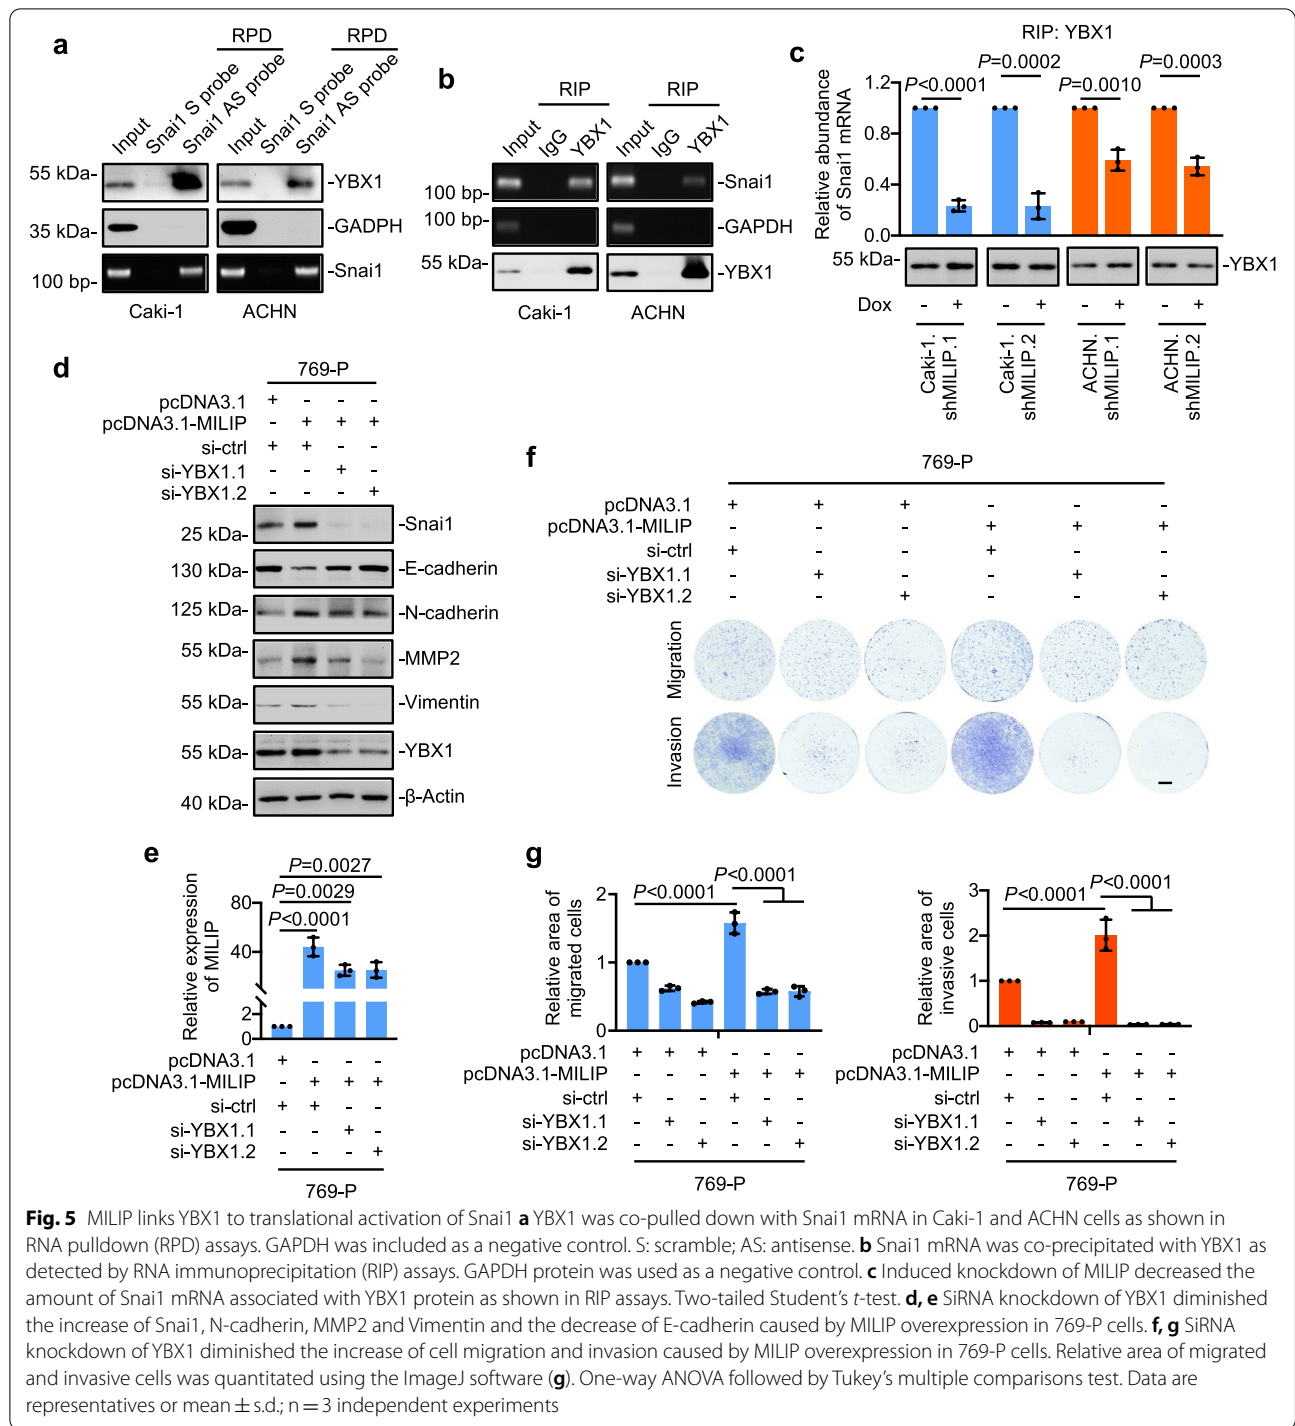 a
RPD
RPD
Input
Snai1 S probe
Snai1 AS probe
Input
Snai1 S probe
Snai1 AS probe
55 kDa-
-YBX1
35 kDa-
-GADPH
100 bp-
-Snai1
Caki-1
ACHN
b
RIP
RIP
Input
IgG
YBX1
Input
IgG
YBX1
100 bp-
-Snai1
100 bp-
-GAPDH
55 kDa-
-YBX1
Caki-1
ACHN
c
RIP: YBX1
P<0.0001
P=0.0002
P=0.0010
P=0.0003
Relative abundance
of Snai1 mRNA
1.2
0.8
0.4
0.0
55 kDa-
-YBX1
Dox - + - + - + - +
Caki-1.
shMILIP.1
Caki-1.
shMILIP.2
ACHN.
shMILIP.1
ACHN.
shMILIP.2
d
769-P
pcDNA3.1 + - - -
pcDNA3.1-MILIP - + + +
si-ctrl + + - -
si-YBX1.1 - - + -
si-YBX1.2 - - - +
25 kDa-
-Snai1
130 kDa-
-E-cadherin
125 kDa-
-N-cadherin
55 kDa-
-MMP2
55 kDa-
-Vimentin
55 kDa-
-YBX1
40 kDa-
-β-Actin
f
769-P
pcDNA3.1 + + + - - -
pcDNA3.1-MILIP - - - + + +
si-ctrl + - - + - -
si-YBX1.1 - + - - + -
si-YBX1.2 - - + - - +
Migration
Invasion
e
P=0.0027
P=0.0029
P<0.0001
Relative expression
of MILIP
80
40
2
0
pcDNA3.1 + - - -
pcDNA3.1-MILIP - + + +
si-ctrl + + - -
si-YBX1.1 - - + -
si-YBX1.2 - - - +
769-P
g
P<0.0001
P<0.0001
Relative area of
migrated cells
2
1
0
pcDNA3.1 + + + - - -
pcDNA3.1-MILIP - - - + + +
si-ctrl + - - + - -
si-YBX1.1 - + - - + -
si-YBX1.2 - - + - - +
769-P
P<0.0001
P<0.0001
Relative area of
invasive cells
3
2
1
0
pcDNA3.1 + + + - - -
pcDNA3.1-MILIP - - - + + +
si-ctrl + - - + - -
si-YBX1.1 - + - - + -
si-YBX1.2 - - + - - +
769-P
Fig. 5 MILIP links YBX1 to translational activation of Snai1 a YBX1 was co-pulled down with Snai1 mRNA in Caki-1 and ACHN cells as shown in
RNA pulldown (RPD) assays. GAPDH was included as a negative control. S: scramble; AS: antisense. b Snai1 mRNA was co-precipitated with YBX1 as
detected by RNA immunoprecipitation (RIP) assays. GAPDH protein was used as a negative control. c Induced knockdown of MILIP decreased the
amount of Snai1 mRNA associated with YBX1 protein as shown in RIP assays. Two-tailed Student's t-test. d, e SiRNA knockdown of YBX1 diminished
the increase of Snai1, N-cadherin, MMP2 and Vimentin and the decrease of E-cadherin caused by MILIP overexpression in 769-P cells. f, g SiRNA
knockdown of YBX1 diminished the increase of cell migration and invasion caused by MILIP overexpression in 769-P cells. Relative area of migrated
and invasive cells was quantitated using the ImageJ software (g). One-way ANOVA followed by Tukey's multiple comparisons test. Data are
representatives or mean ± s.d.; n = 3 independent experiments